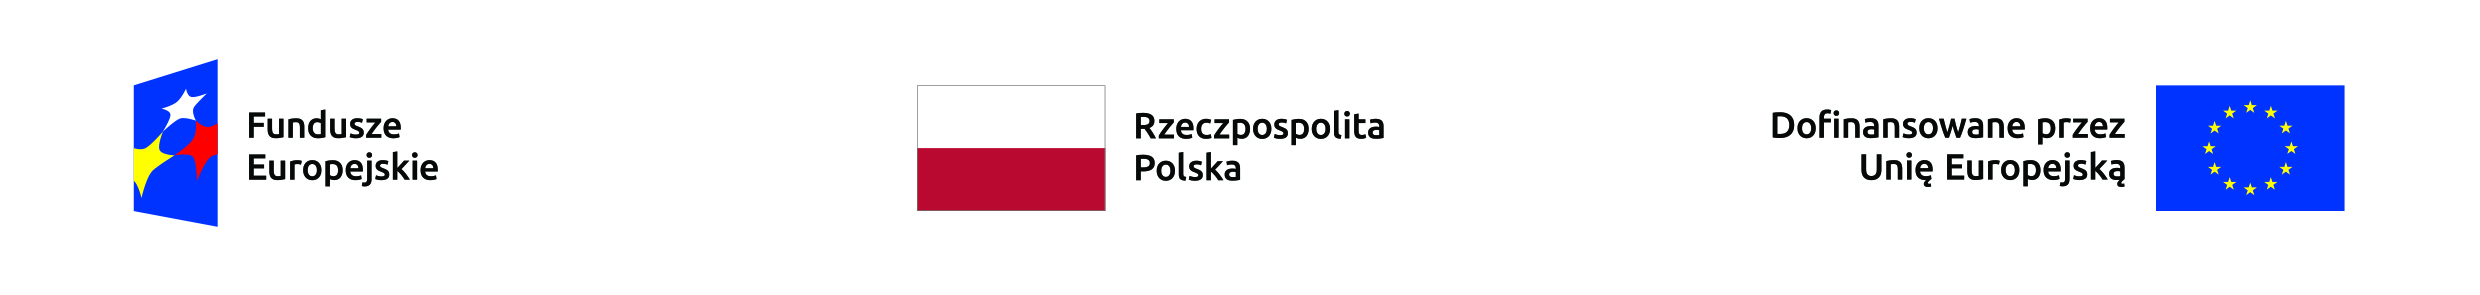 Fundusze
Europejskie
Rzeczpospolita
Polska
Dofinansowane przez
Unię Europejską